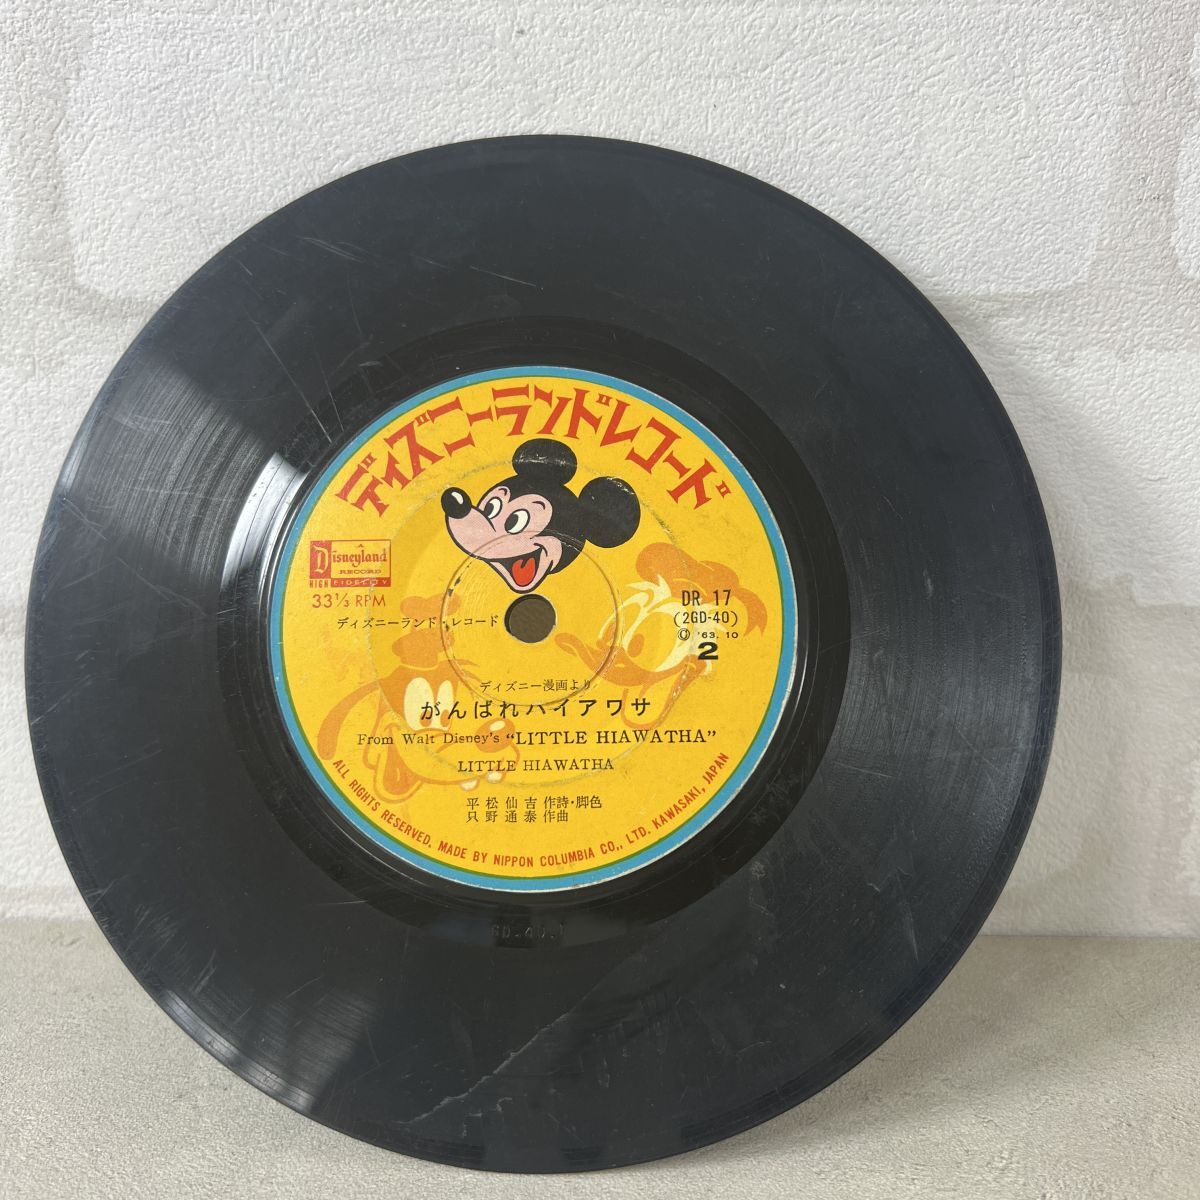 ディズニーランドレコード
Disneyland
RECORD
HIGH FIDELITY
33⅓ RPM
ディズニーランド・レコード
DR 17
(2GD-40)
Ⓒ '63. 10
2
ディズニー漫画より
がんばれハイアワサ
From Walt Disney's "LITTLE HIAWATHA"
LITTLE HIAWATHA
平松仙吉 作詩・脚色
只野通泰 作曲
ALL RIGHTS RESERVED. MADE BY NIPPON COLUMBIA CO., LTD. KAWASAKI, JAPAN